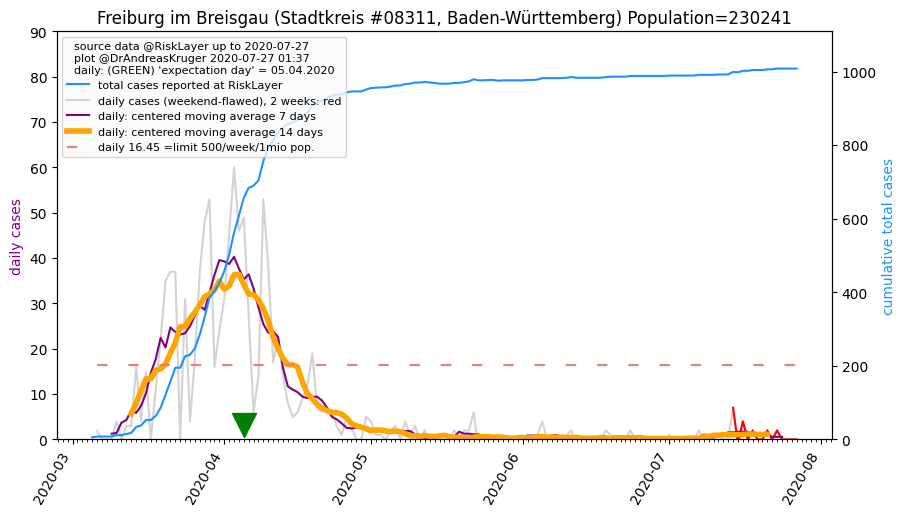 Freiburg im Breisgau (Stadtkreis #08311, Baden-Württemberg) Population=230241
source data @RiskLayer up to 2020-07-27
plot @DrAndreasKruger 2020-07-27 01:37
daily: (GREEN) 'expectation day' = 05.04.2020
total cases reported at RiskLayer
daily cases (weekend-flawed), 2 weeks: red
daily: centered moving average 7 days
daily: centered moving average 14 days
daily 16.45 =limit 500/week/1mio pop.
daily cases
90
80
70
60
50
40
30
20
10
0
cumulative total cases
1000
800
600
400
200
0
2020-03
2020-04
2020-05
2020-06
2020-07
2020-08